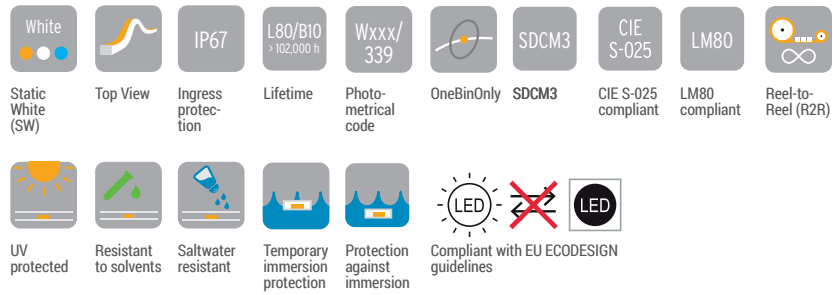 White
IP67
L80/B10
> 102,000 h
Wxxx/
339
SDCM3
CIE
S-025
LM80
Static
White
(SW)
Top View
Ingress
protec-
tion
Lifetime
Photo-
metrical
code
OneBinOnly
SDCM3
CIE S-025
compliant
LM80
compliant
Reel-to-
Reel (R2R)
LED
LED
UV
protected
Resistant
to solvents
Saltwater
resistant
Temporary
immersion
protection
Protection
against
immersion
Compliant with EU ECODESIGN
guidelines